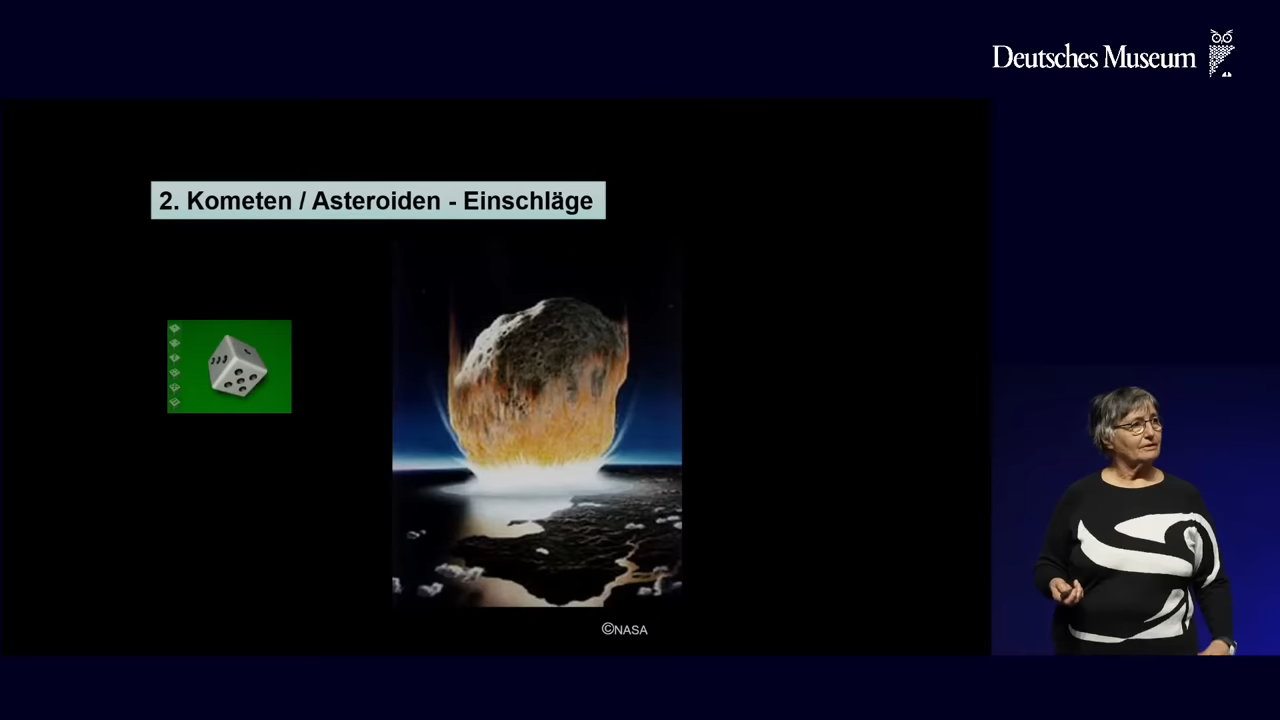 Deutsches Museum
2. Kometen / Asteroiden - Einschläge
©NASA